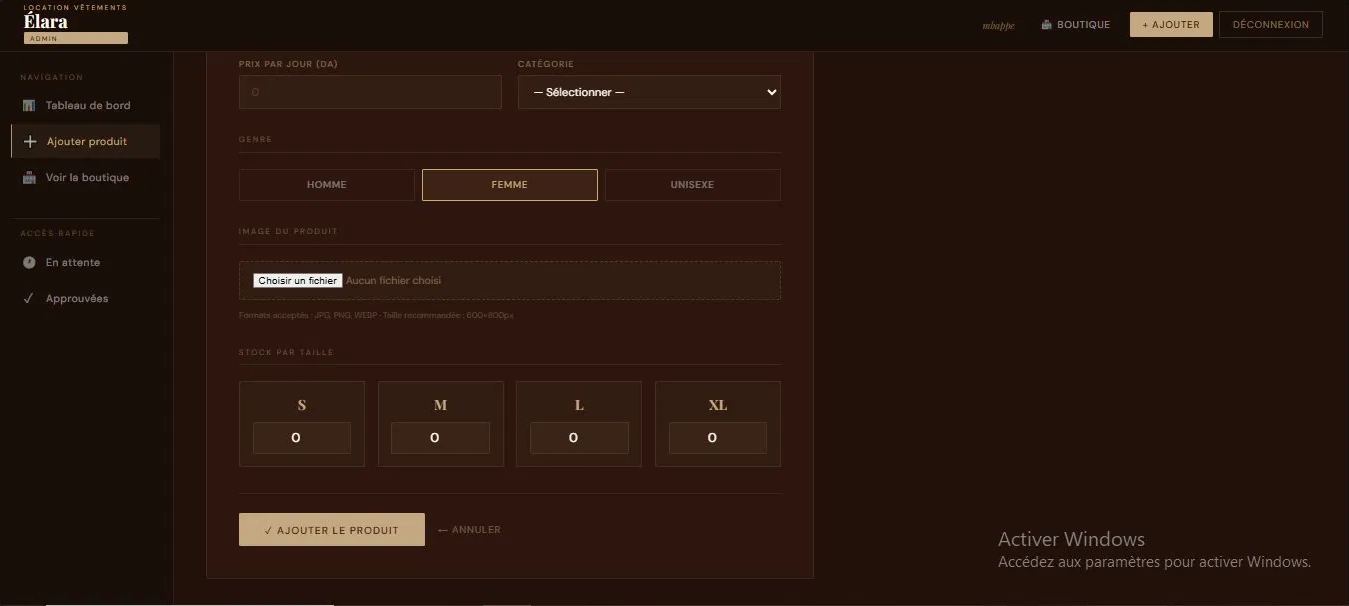 LOCATION VÊTEMENTS
Élara
ADMIN
mbappe
BOUTIQUE
+ AJOUTER
DÉCONNEXION
NAVIGATION
Tableau de bord
Ajouter produit
Voir la boutique
ACCÈS RAPIDE
En attente
Approuvées
PRIX PAR JOUR (DA)
CATÉGORIE
0
— Sélectionner —
GENRE
HOMME
FEMME
UNISEXE
IMAGE DU PRODUIT
Choisir un fichier Aucun fichier choisi
Formats acceptés : JPG, PNG, WEBP · Taille recommandée : 600×800px
STOCK PAR TAILLE
S
M
L
XL
0
0
0
0
✓ AJOUTER LE PRODUIT
← ANNULER
Activer Windows
Accédez aux paramètres pour activer Windows.